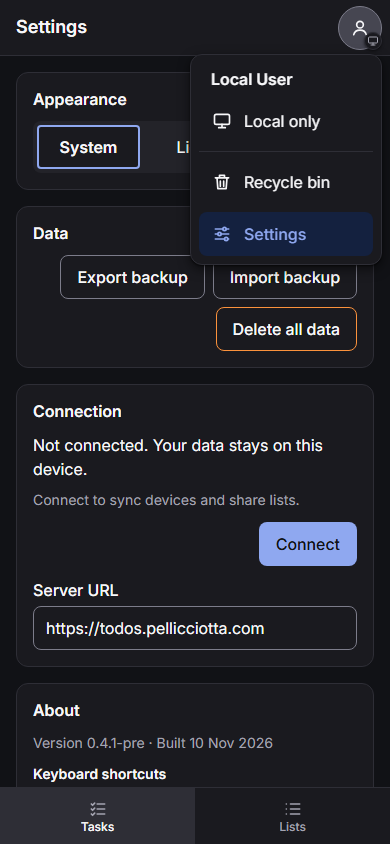 Settings
Local User
Local only
Recycle bin
Settings
Appearance
System
Li
Data
Export backup
Import backup
Delete all data
Connection
Not connected. Your data stays on this
device.
Connect to sync devices and share lists.
Connect
Server URL
https://todos.pellicciotta.com
About
Version 0.4.1-pre · Built 10 Nov 2026
Keyboard shortcuts
Tasks
Lists